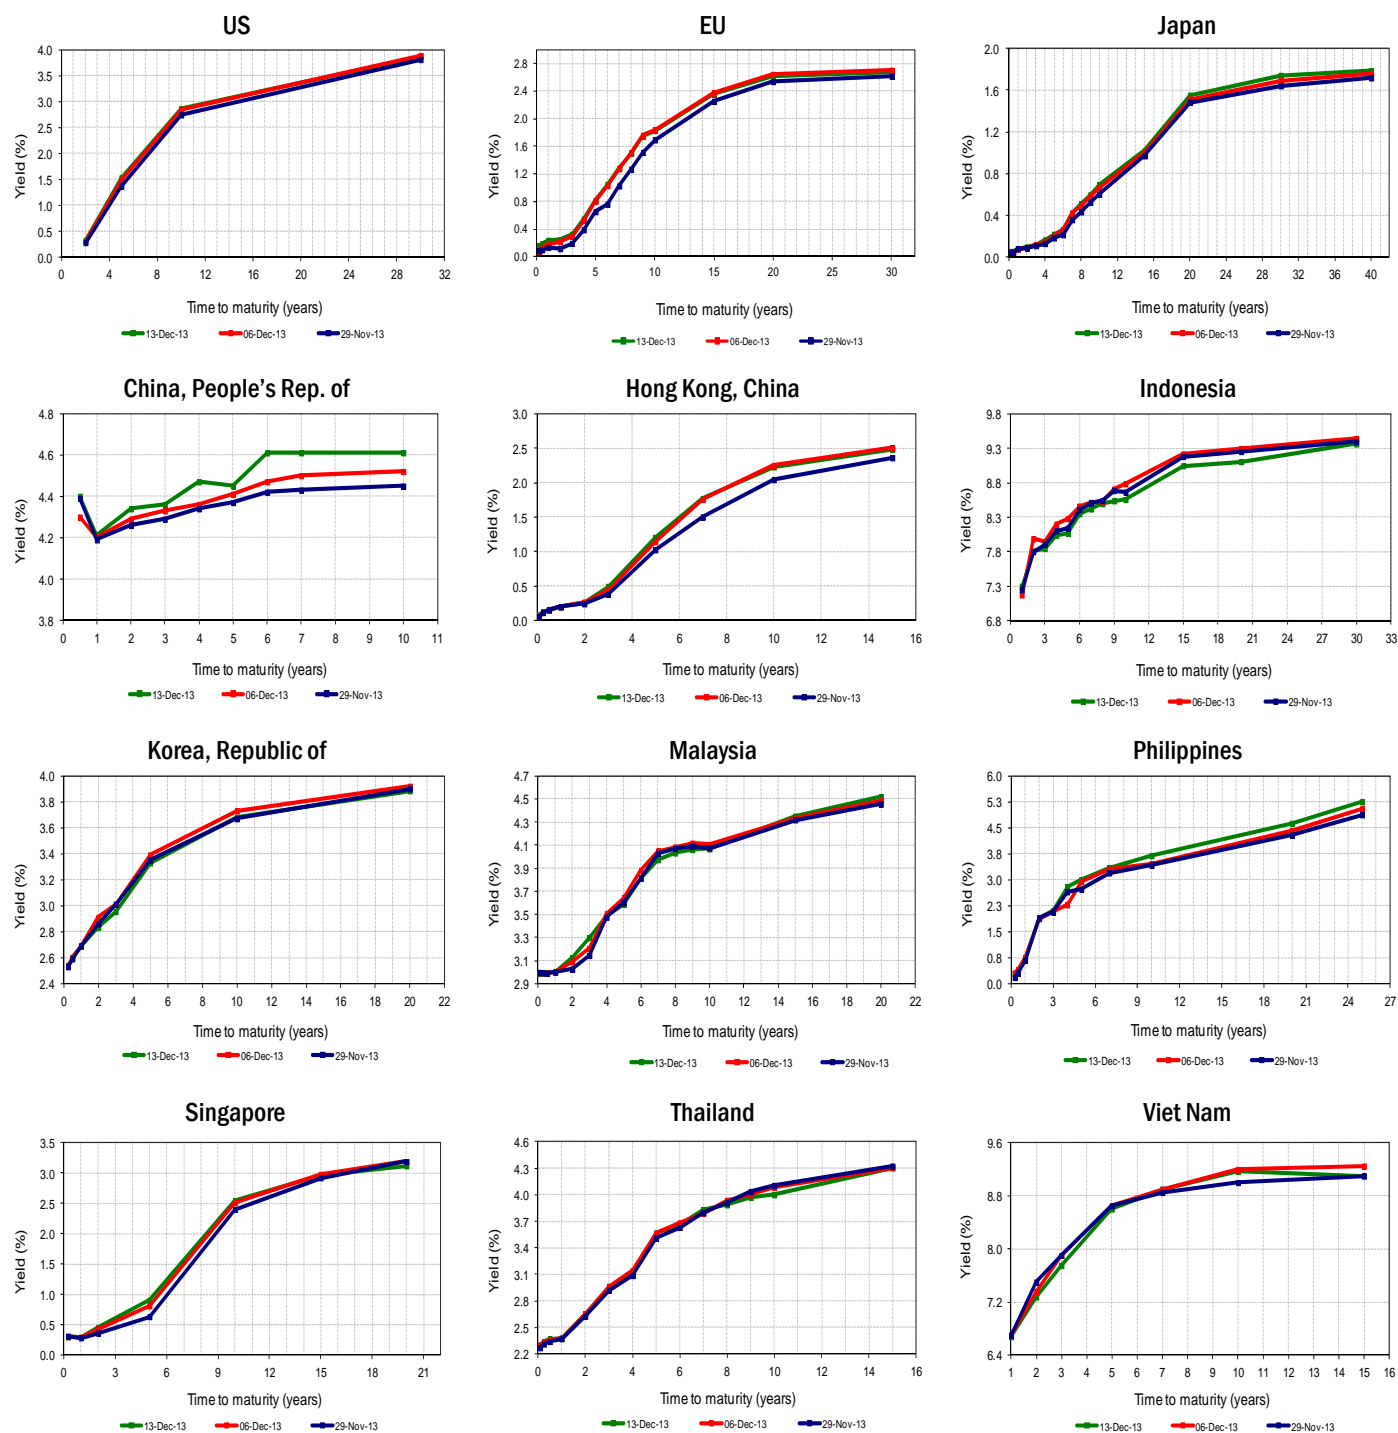 US
Yield (%)
4.0
3.5
3.0
2.5
2.0
1.5
1.0
0.5
0.0
0 4 8 12 16 20 24 28 32
Time to maturity (years)
13-Dec-13 06-Dec-13 29-Nov-13
EU
Yield (%)
2.8
2.4
2.0
1.6
1.2
0.8
0.4
0.0
0 5 10 15 20 25 30
Time to maturity (years)
13-Dec-13 06-Dec-13 29-Nov-13
Japan
Yield (%)
2.0
1.6
1.2
0.8
0.4
0.0
0 4 8 12 16 20 24 28 32 36 40
Time to maturity (years)
13-Dec-13 06-Dec-13 29-Nov-13
China, People’s Rep. of
Yield (%)
4.8
4.6
4.4
4.2
4.0
3.8
0 1 2 3 4 5 6 7 8 9 10 11
Time to maturity (years)
13-Dec-13 06-Dec-13 29-Nov-13
Hong Kong, China
Yield (%)
3.0
2.5
2.0
1.5
1.0
0.5
0.0
0 2 4 6 8 10 12 14 16
Time to maturity (years)
13-Dec-13 06-Dec-13 29-Nov-13
Indonesia
Yield (%)
9.8
9.3
8.8
8.3
7.8
7.3
6.8
0 3 6 9 12 15 18 21 24 27 30 33
Time to maturity (years)
13-Dec-13 06-Dec-13 29-Nov-13
Korea, Republic of
Yield (%)
4.0
3.8
3.6
3.4
3.2
3.0
2.8
2.6
2.4
0 2 4 6 8 10 12 14 16 18 20 22
Time to maturity (years)
13-Dec-13 06-Dec-13 29-Nov-13
Malaysia
Yield (%)
4.7
4.5
4.3
4.1
3.9
3.7
3.5
3.3
3.1
2.9
0 2 4 6 8 10 12 14 16 18 20 22
Time to maturity (years)
13-Dec-13 06-Dec-13 29-Nov-13
Philippines
Yield (%)
6.0
5.3
4.5
3.8
3.0
2.3
1.5
0.8
0.0
0 3 6 9 12 15 18 21 24 27
Time to maturity (years)
13-Dec-13 06-Dec-13 29-Nov-13
Singapore
Yield (%)
3.5
3.0
2.5
2.0
1.5
1.0
0.5
0.0
0 3 6 9 12 15 18 21
Time to maturity (years)
13-Dec-13 06-Dec-13 29-Nov-13
Thailand
Yield (%)
4.6
4.3
4.0
3.7
3.4
3.1
2.8
2.5
2.2
0 2 4 6 8 10 12 14 16
Time to maturity (years)
13-Dec-13 06-Dec-13 29-Nov-13
Viet Nam
Yield (%)
9.6
8.8
8.0
7.2
6.4
1 2 3 4 5 6 7 8 9 10 12 13 14 15 16
Time to maturity (years)
13-Dec-13 06-Dec-13 29-Nov-13